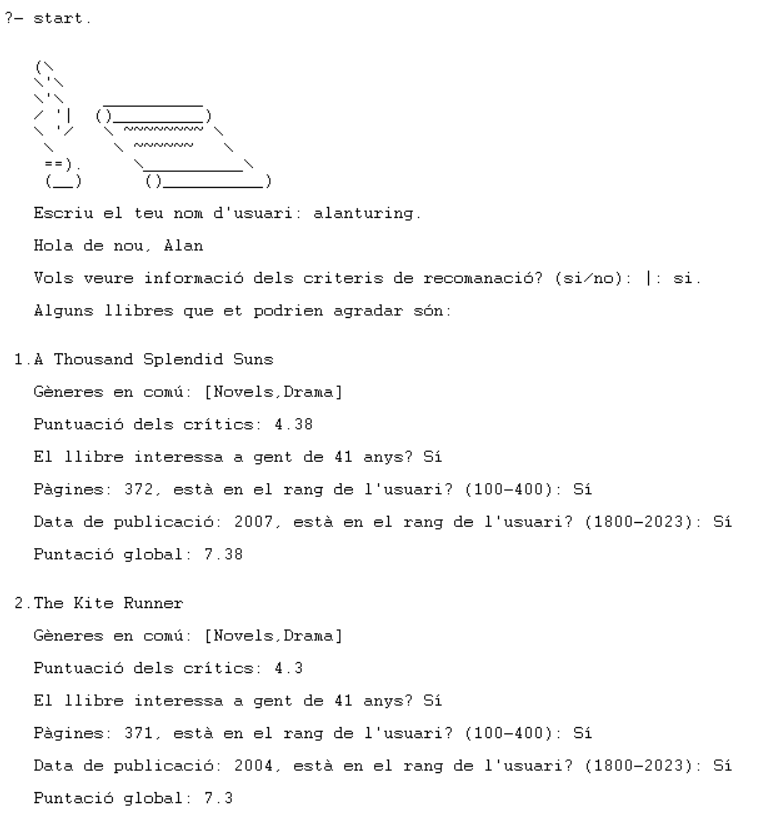 ?- start.
Escriu el teu nom d'usuari: alanturing.
Hola de nou, Alan
Vols veure informació dels criteris de recomanació? (si/no): |: si.
Alguns llibres que et podrien agradar són:
1.A Thousand Splendid Suns
Gèneres en comú: [Novels,Drama]
Puntuació dels crítics: 4.38
El llibre interessa a gent de 41 anys? Sí
Pàgines: 372, està en el rang de l'usuari? (100-400): Sí
Data de publicació: 2007, està en el rang de l'usuari? (1800-2023): Sí
Puntació global: 7.38
2.The Kite Runner
Gèneres en comú: [Novels,Drama]
Puntuació dels crítics: 4.3
El llibre interessa a gent de 41 anys? Sí
Pàgines: 371, està en el rang de l'usuari? (100-400): Sí
Data de publicació: 2004, està en el rang de l'usuari? (1800-2023): Sí
Puntació global: 7.3